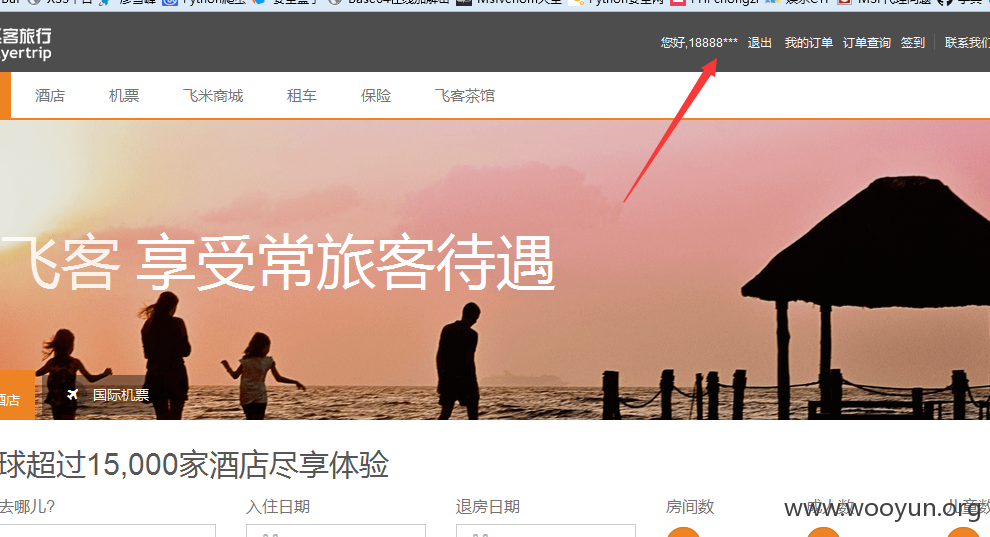 客旅行
yertrip
您好,18888*** 退出 我的订单 订单查询 签到 联系我们
酒店 机票 飞米商城 租车 保险 飞客茶馆
飞客 享受常旅客待遇
酒店 国际机票
球超过15,000家酒店尽享体验
去哪儿? 入住日期 退房日期 房间数 成人数 儿童数
www.wooyun.org